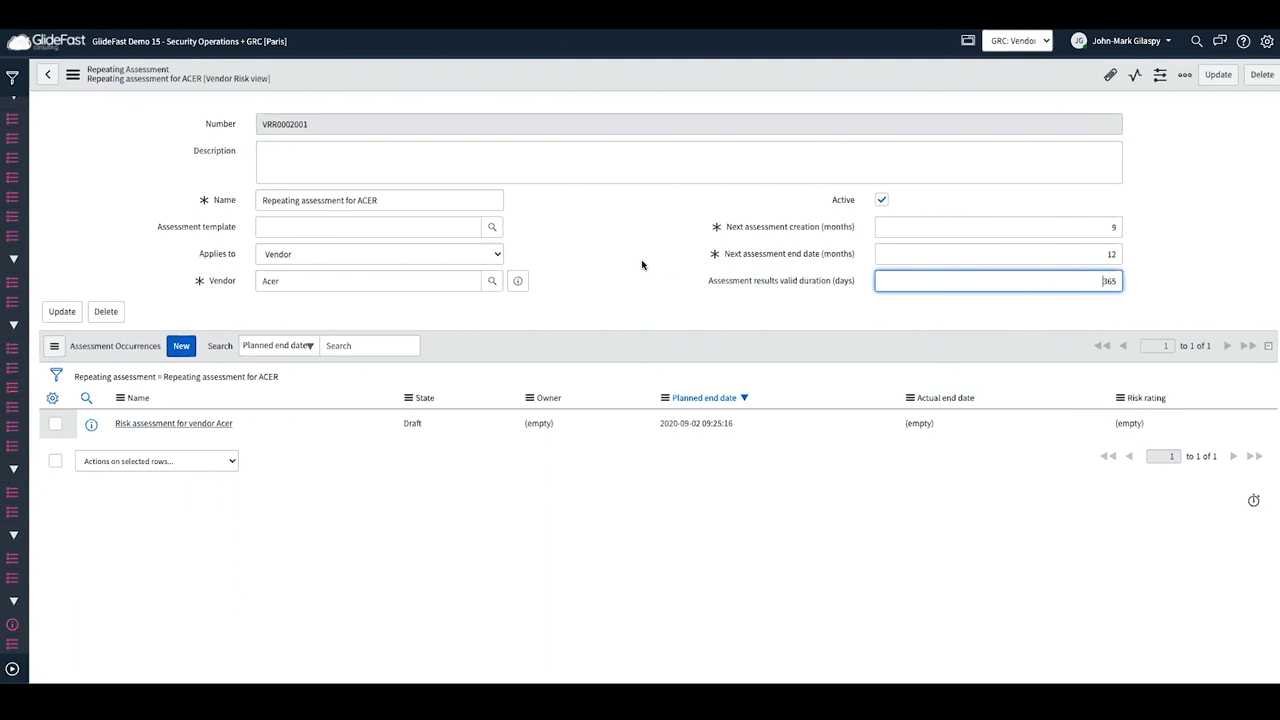 GlideFast consulting GlideFast Demo 15 - Security Operations + GRC [Paris] GRC: Vendo JG John-Mark Gilaspy
Repeating Assessment
Repeating assessment for ACER [Vendor Risk view]
Update Delete
Number VRR0002001
Description
Name Repeating assessment for ACER Active
Assessment template Next assessment creation (months) 9
Applies to Vendor Next assessment end date (months) 12
Vendor Acer Assessment results valid duration (days) 365
Update Delete
Assessment Occurrences New Search Planned end date Search 1 to 1 of 1
Repeating assessment = Repeating assessment for ACER
Name State Owner Planned end date Actual end date Risk rating
Risk assessment for vendor Acer Draft (empty) 2020-09-02 09:25:16 (empty) (empty)
Actions on selected rows... 1 to 1 of 1